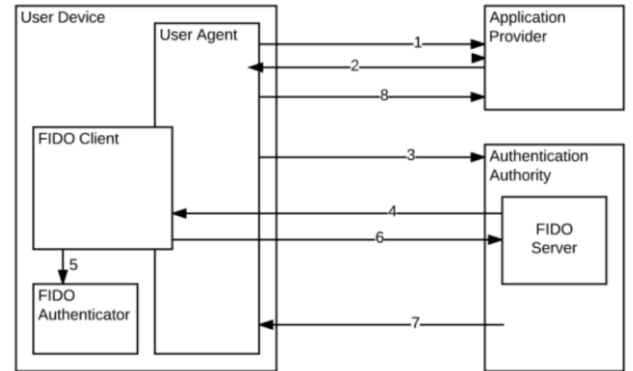 User Device
User Agent
Application
Provider
1
2
8
FIDO Client
3
Authentication
Authority
4
FIDO
Server
6
5
FIDO
Authenticator
7